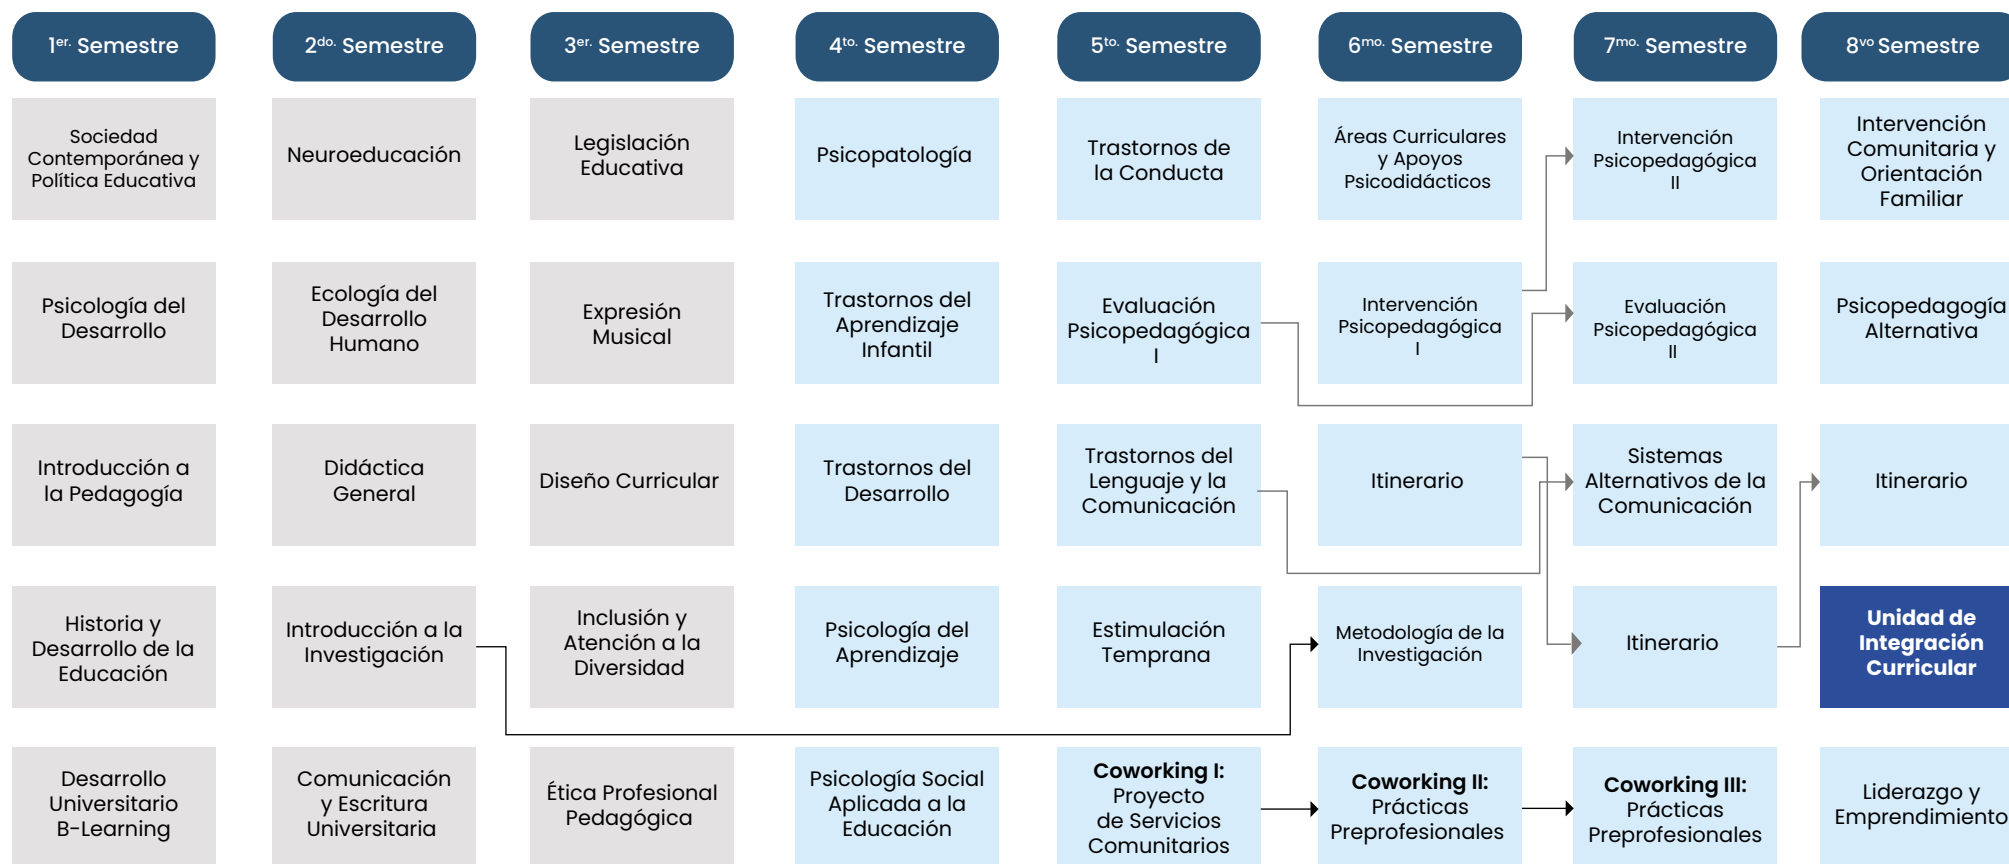 1er. Semestre
2do. Semestre
3er. Semestre
4to. Semestre
5to. Semestre
6mo. Semestre
7mo. Semestre
8vo Semestre
Sociedad
Contemporánea y
Política Educativa
Neuroeducación
Legislación
Educativa
Psicopatología
Trastornos de
la Conducta
Áreas Curriculares
y Apoyos
Psicodidácticos
Intervención
Psicopedagógica
II
Intervención
Comunitaria y
Orientación
Familiar
Psicología del
Desarrollo
Ecología del
Desarrollo
Humano
Expresión
Musical
Trastornos del
Aprendizaje
Infantil
Evaluación
Psicopedagógica
I
Intervención
Psicopedagógica
I
Evaluación
Psicopedagógica
II
Psicopedagogía
Alternativa
Introducción a
la Pedagogía
Didáctica
General
Diseño Curricular
Trastornos del
Desarrollo
Trastornos del
Lenguaje y la
Comunicación
Itinerario
Sistemas
Alternativos de la
Comunicación
Itinerario
Historia y
Desarrollo de la
Educación
Introducción a la
Investigación
Inclusión y
Atención a la
Diversidad
Psicología del
Aprendizaje
Estimulación
Temprana
Metodología de la
Investigación
Itinerario
Unidad de
Integración
Curricular
Desarrollo
Universitario
B-Learning
Comunicación
y Escritura
Universitaria
Ética Profesional
Pedagógica
Psicología Social
Aplicada a la
Educación
Coworking I:
Proyecto
de Servicios
Comunitarios
Coworking II:
Prácticas
Preprofesionales
Coworking III:
Prácticas
Preprofesionales
Liderazgo y
Emprendimiento